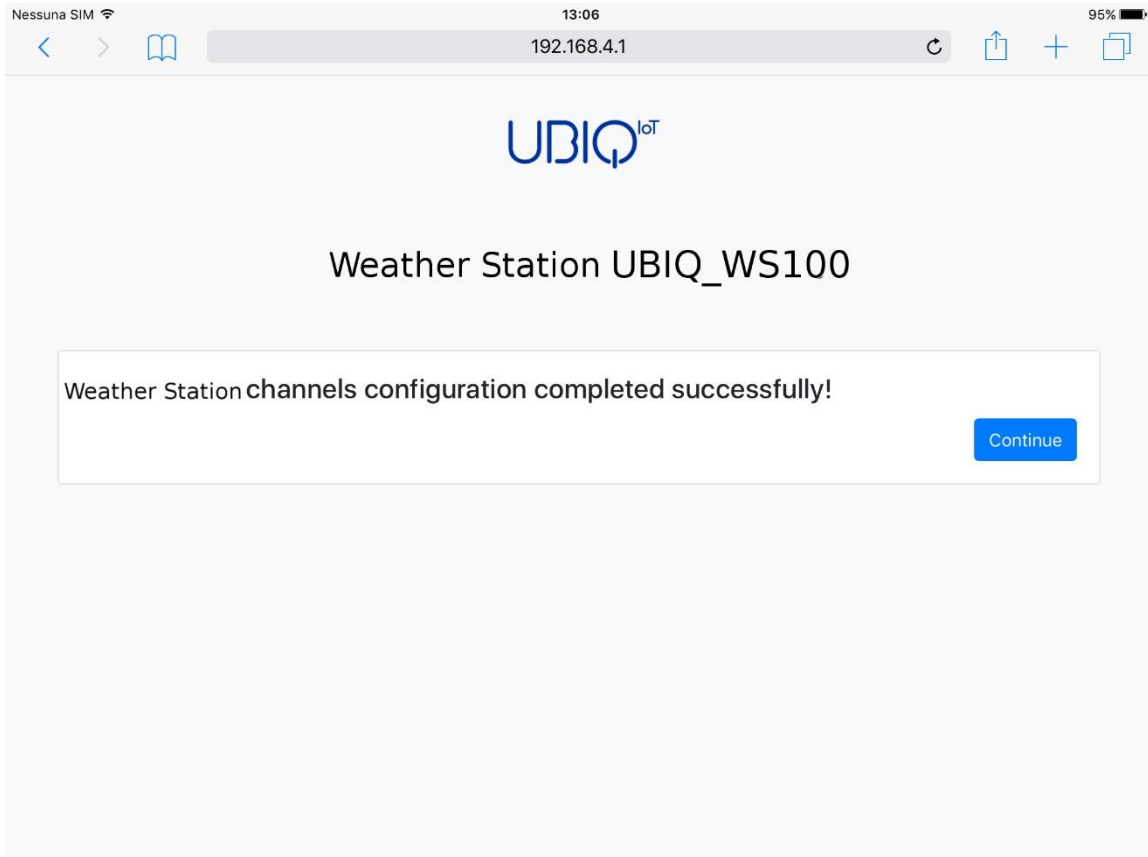 Nessuna SIM 13:06 95%
192.168.4.1
UBIQ IoT
Weather Station UBIQ_WS100
Weather Station channels configuration completed successfully!
Continue